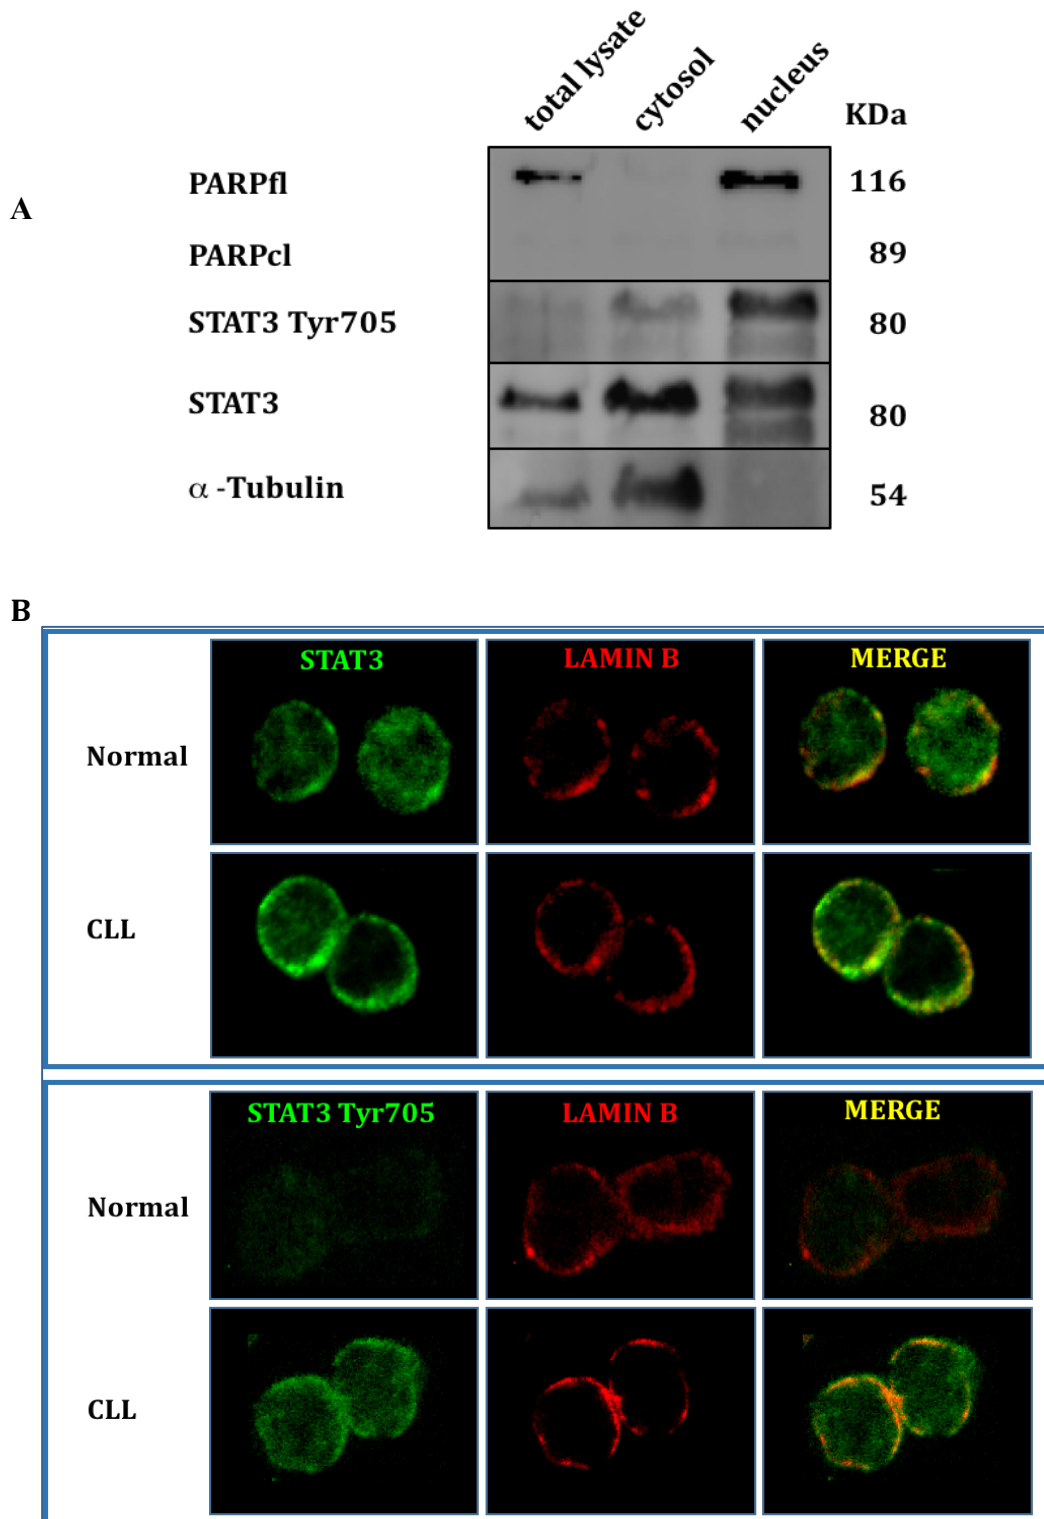 total lysate cytosol nucleus KDa
A
PARPfl 116
PARPcl 89
STAT3 Tyr705 80
STAT3 80
α -Tubulin 54
B
STAT3 LAMIN B MERGE
Normal
CLL
STAT3 Tyr705 LAMIN B MERGE
Normal
CLL